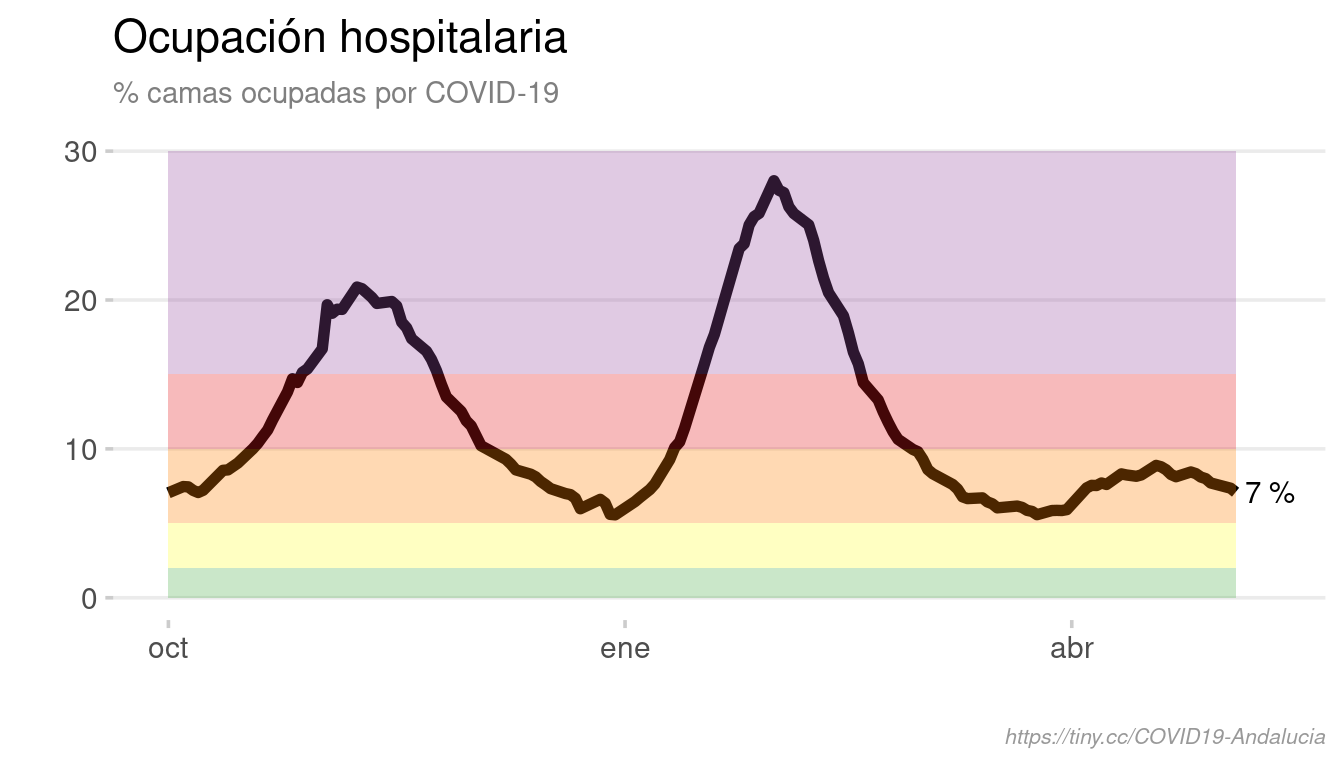 Ocupación hospitalaria
% camas ocupadas por COVID-19
30
20
10
0
7 %
oct
ene
abr
https://tiny.cc/COVID19-Andalucia